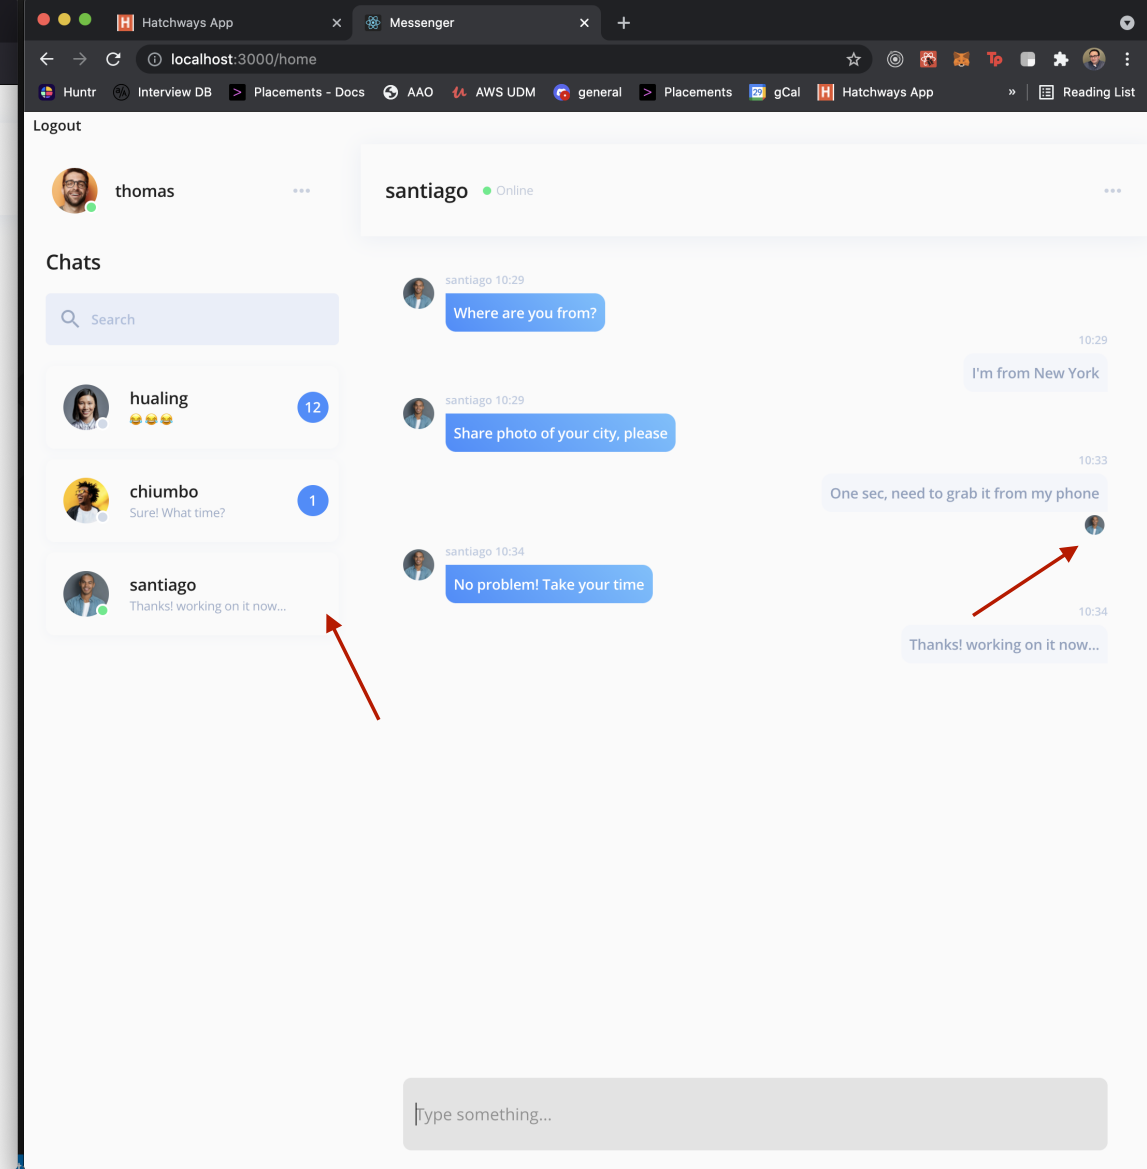 Hatchways App
Messenger
localhost:3000/home
Huntr
Interview DB
Placements - Docs
AAO
AWS UDM
general
Placements
gCal
Hatchways App
»
Reading List
Logout
thomas
santiago
Online
Chats
Search
hualing
😂😂😂
12
chiumbo
Sure! What time?
1
santiago
Thanks! working on it now...
santiago 10:29
Where are you from?
10:29
I'm from New York
santiago 10:29
Share photo of your city, please
10:33
One sec, need to grab it from my phone
santiago 10:34
No problem! Take your time
10:34
Thanks! working on it now...
Type something...